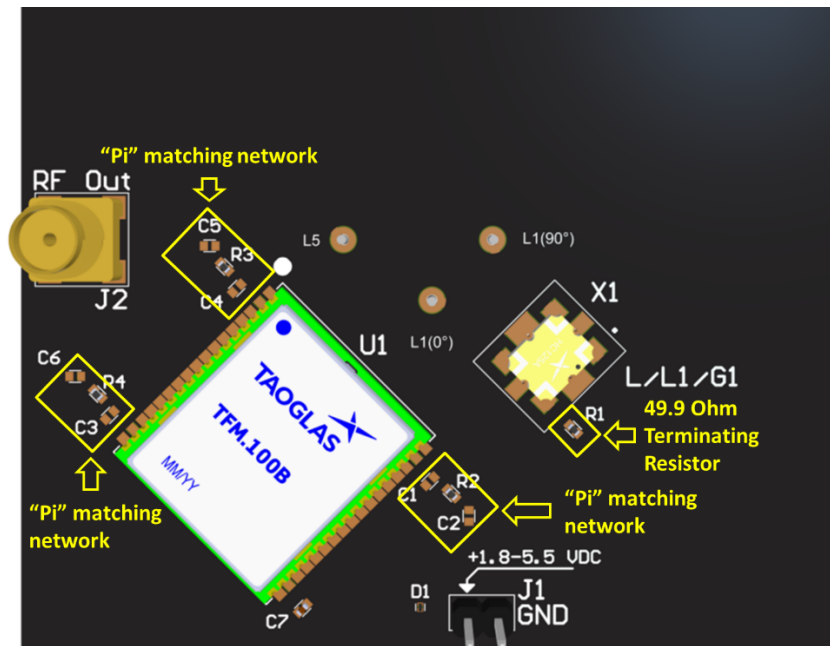 “Pi” matching network
RF Out
J2
C5
R3
C4
L5
L1(90°)
L1(0°)
X1
U1
L/L1/G1
C6
R4
C3
R1
49.9 Ohm
Terminating
Resistor
TAOGLAS
TFM.100B
MM/YY
“Pi” matching
network
C1
R2
C2
“Pi” matching
network
+1.8-5.5 VDC
D1
J1
GND
C7